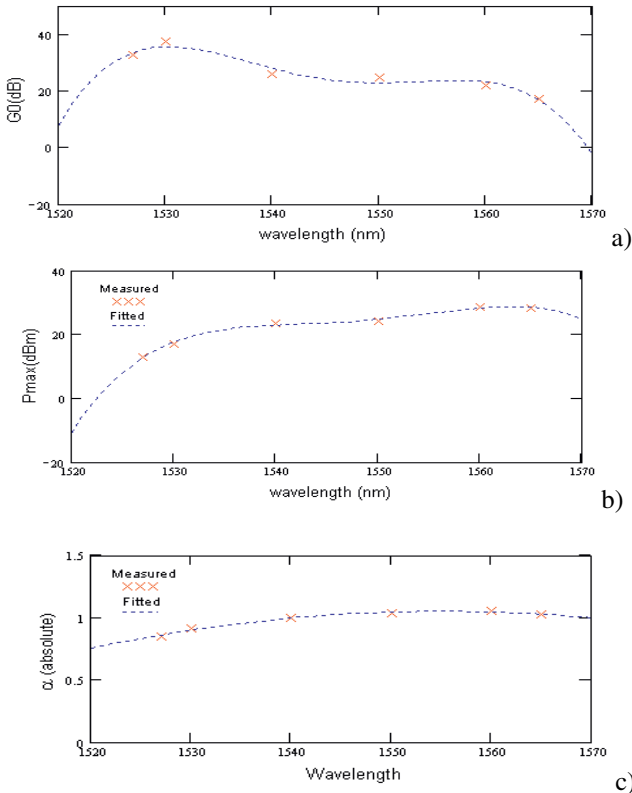 40
20
0
−20
G0(dB)
1520 1530 1540 1550 1560 1570
wavelength (nm)
a)
40
20
0
−20
Pmax(dBm)
Measured
Fitted
1520 1530 1540 1550 1560 1570
wavelength (nm)
b)
1.5
1
0.5
0
α (absolute)
Measured
Fitted
1520 1530 1540 1550 1560 1570
Wavelength
c)